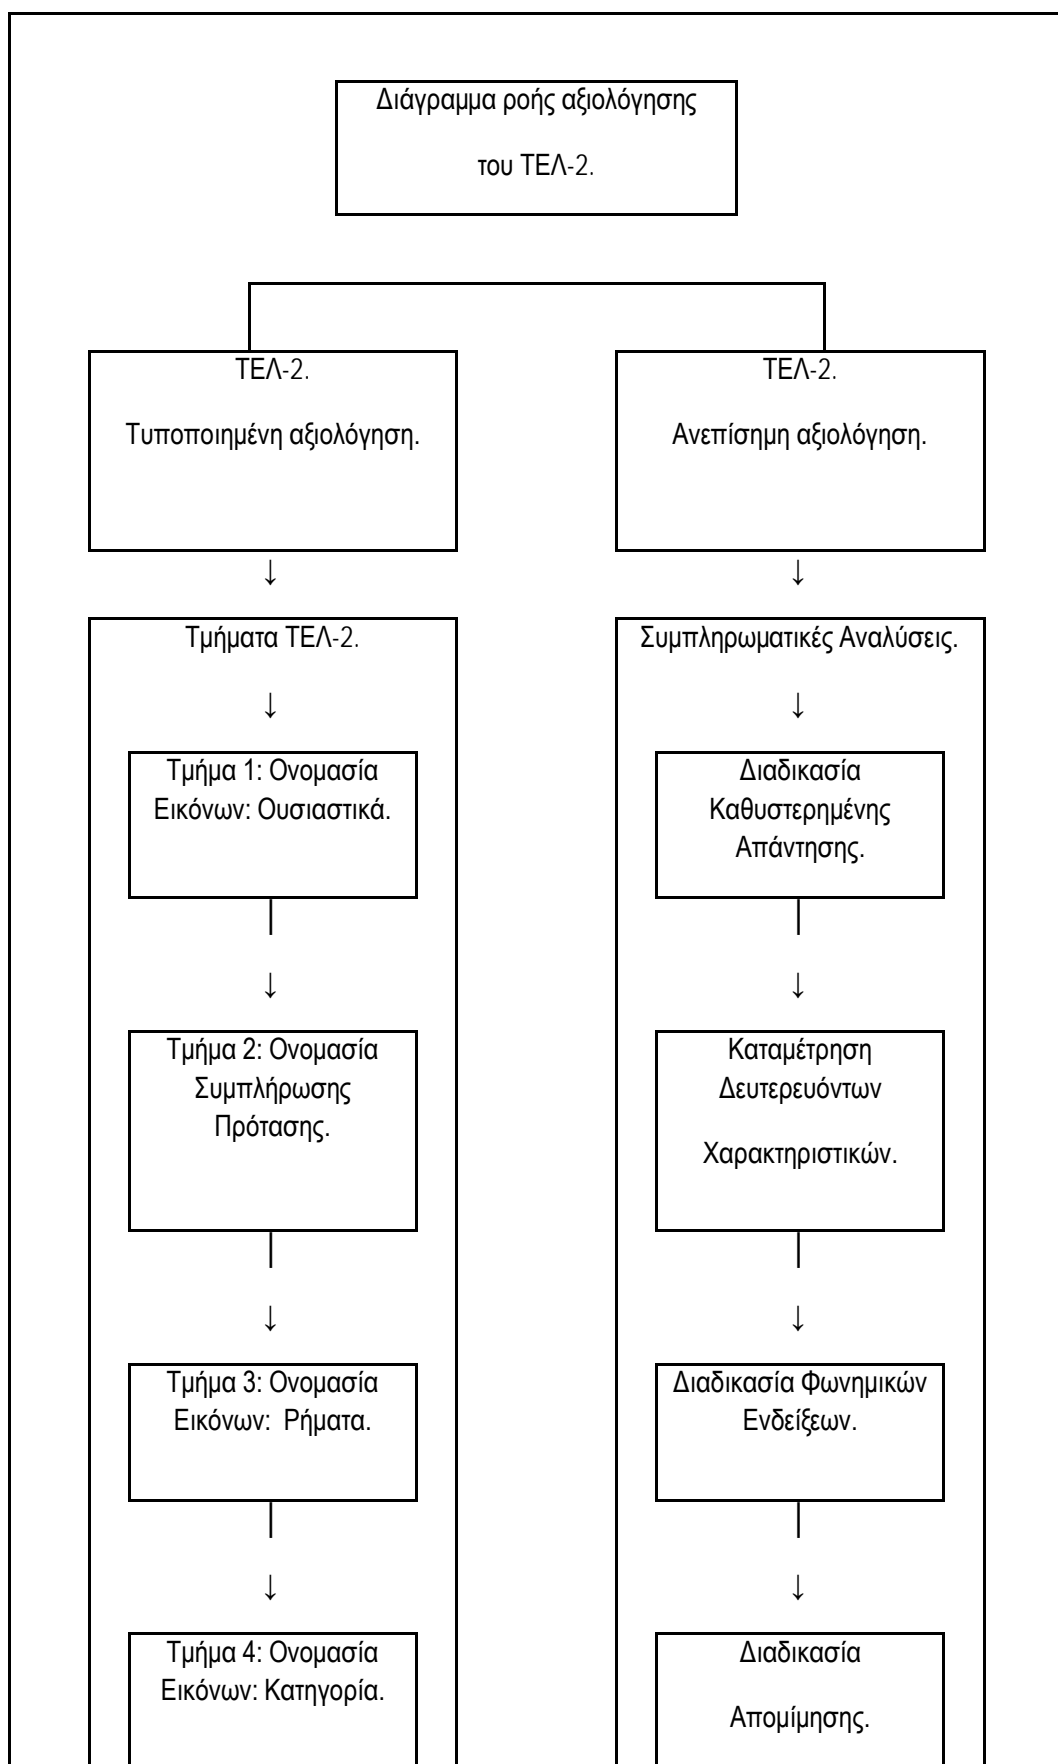 Διάγραμμα ροής αξιολόγησης
του ΤΕΛ-2.
ΤΕΛ-2.
Τυποποιημένη αξιολόγηση.
ΤΕΛ-2.
Ανεπίσημη αξιολόγηση.
↓
↓
Τμήματα ΤΕΛ-2.
↓
Τμήμα 1: Ονομασία
Εικόνων: Ουσιαστικά.
↓
Τμήμα 2: Ονομασία
Συμπλήρωσης
Πρότασης.
↓
Τμήμα 3: Ονομασία
Εικόνων: Ρήματα.
↓
Τμήμα 4: Ονομασία
Εικόνων: Κατηγορία.
Συμπληρωματικές Αναλύσεις.
↓
Διαδικασία
Καθυστερημένης
Απάντησης.
↓
Καταμέτρηση
Δευτερευόντων
Χαρακτηριστικών.
↓
Διαδικασία Φωνημικών
Ενδείξεων.
↓
Διαδικασία
Απομίμησης.